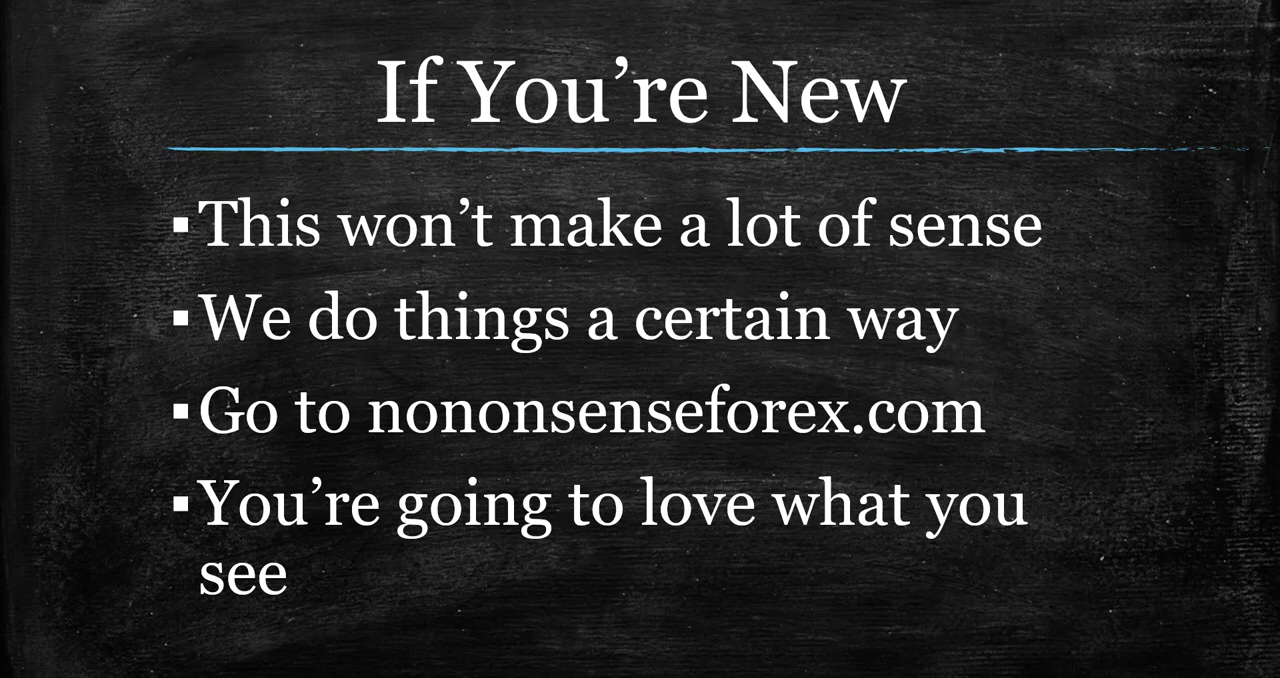 If You’re New
▪This won’t make a lot of sense
▪We do things a certain way
▪Go to nononsenseforex.com
▪You’re going to love what you
see